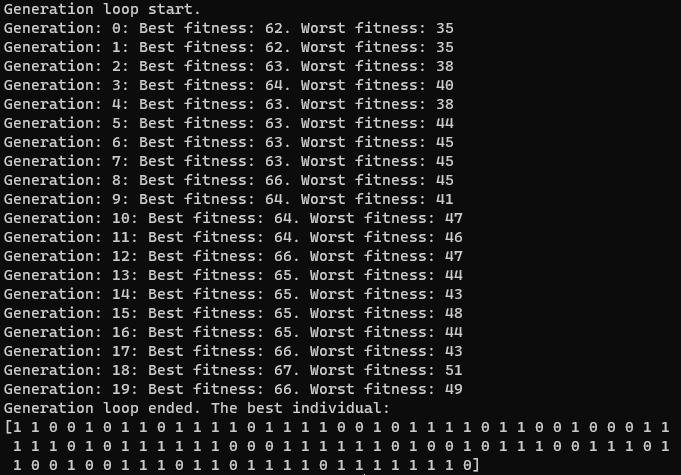 Generation loop start.
Generation: 0: Best fitness: 62. Worst fitness: 35
Generation: 1: Best fitness: 62. Worst fitness: 35
Generation: 2: Best fitness: 63. Worst fitness: 38
Generation: 3: Best fitness: 64. Worst fitness: 40
Generation: 4: Best fitness: 63. Worst fitness: 38
Generation: 5: Best fitness: 63. Worst fitness: 44
Generation: 6: Best fitness: 63. Worst fitness: 45
Generation: 7: Best fitness: 63. Worst fitness: 45
Generation: 8: Best fitness: 66. Worst fitness: 45
Generation: 9: Best fitness: 64. Worst fitness: 41
Generation: 10: Best fitness: 64. Worst fitness: 47
Generation: 11: Best fitness: 64. Worst fitness: 46
Generation: 12: Best fitness: 66. Worst fitness: 47
Generation: 13: Best fitness: 65. Worst fitness: 44
Generation: 14: Best fitness: 65. Worst fitness: 43
Generation: 15: Best fitness: 65. Worst fitness: 48
Generation: 16: Best fitness: 65. Worst fitness: 44
Generation: 17: Best fitness: 66. Worst fitness: 43
Generation: 18: Best fitness: 67. Worst fitness: 51
Generation: 19: Best fitness: 66. Worst fitness: 49
Generation loop ended. The best individual:
[1 1 0 0 1 0 1 1 0 1 1 1 1 0 1 1 1 1 0 0 1 0 1 1 1 1 0 1 1 0 0 1 0 0 0 1 1
 1 1 1 0 1 0 1 1 1 1 1 1 0 0 0 1 1 1 1 1 1 0 1 0 0 1 0 1 1 1 0 0 1 1 1 0 1
 1 0 0 1 0 0 1 1 1 0 1 1 0 1 1 1 1 0 1 1 1 1 1 1 1 0]